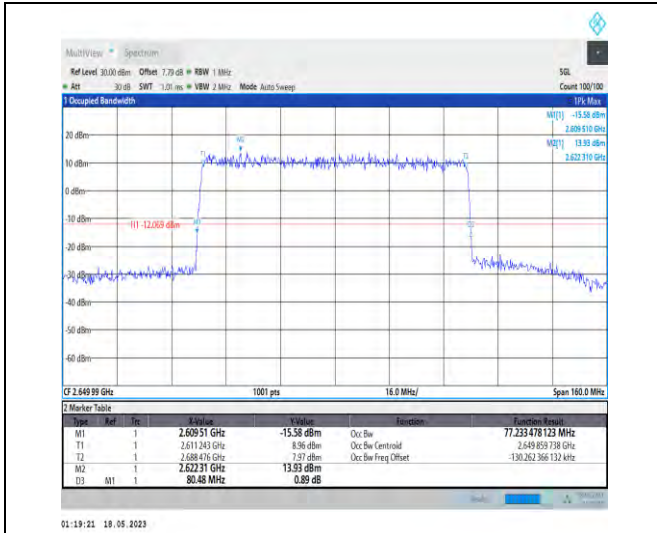 MultiView Spectrum
Ref Level 30.00 dBm Offset 7.79 dB RBW 1 MHz SGL
Att 30 dB SWT 1.01 ms VBW 2 MHz Mode Auto Sweep Count 100/100
1 Occupied Bandwidth 1Pk Max
M1[1] -15.58 dBm
2.609 510 GHz
M2[1] 13.93 dBm
2.622 310 GHz
20 dBm
M2
T1 T2
10 dBm
0 dBm
-10 dBm
H1 -12.069 dBm
-20 dBm
-30 dBm
-40 dBm
-50 dBm
-60 dBm
CF 2.649 99 GHz 1001 pts 16.0 MHz/ Span 160.0 MHz
2 Marker Table
Type Ref Trc X-Value Y-Value Function Function Result
M1 1 2.609 51 GHz -15.58 dBm Occ Bw 77.233 478 123 MHz
T1 1 2.611 243 GHz 8.96 dBm Occ Bw Centroid 2.649 859 738 GHz
T2 1 2.688 476 GHz 7.97 dBm Occ Bw Freq Offset -130.262 366 132 kHz
M2 1 2.622 31 GHz 13.93 dBm
D3 M1 1 80.48 MHz 0.89 dB
01:19:21 18.05.2023